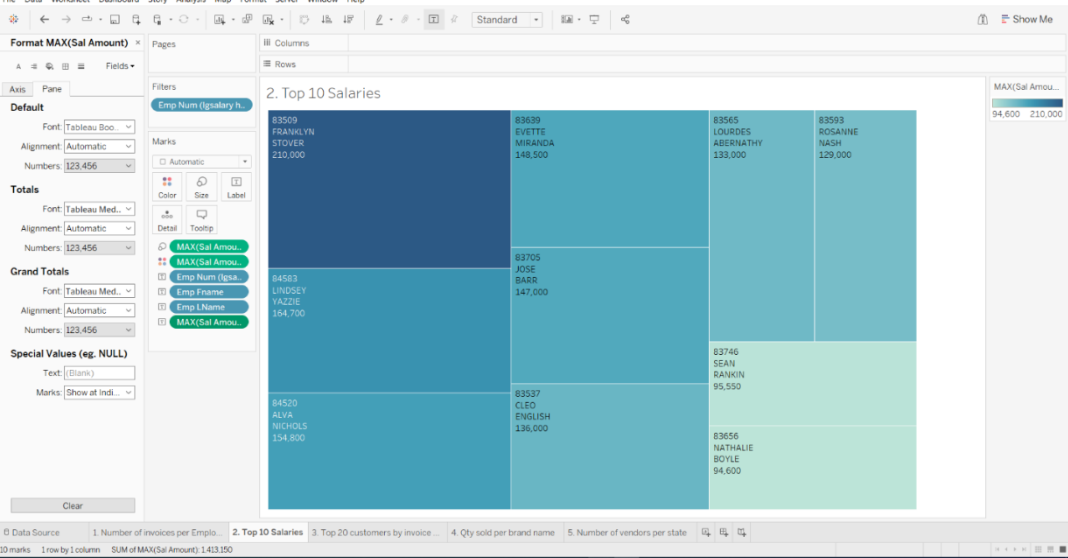 File Data Worksheet Dashboard Story Analysis Map Format Server Window Help
Standard
Show Me
Format MAX(Sal Amount) ×
Fields
Axis Pane
Default
Font: Tableau Boo..
Alignment: Automatic
Numbers: 123,456
Totals
Font: Tableau Med..
Alignment: Automatic
Numbers: 123,456
Grand Totals
Font: Tableau Med..
Alignment: Automatic
Numbers: 123,456
Special Values (eg. NULL)
Text: (Blank)
Marks: Show at Indi...
Clear
Pages
Filters
Emp Num (lgsalary h..
Marks
Automatic
Color Size Label
Detail Tooltip
MAX(Sal Amou..
MAX(Sal Amou..
Emp Num (lgsa..
Emp Fname
Emp LName
MAX(Sal Amou..
Columns
Rows
2. Top 10 Salaries
83509
FRANKLYN
STOVER
210,000
84583
LINDSEY
YAZZIE
164,700
84520
ALVA
NICHOLS
154,800
83639
EVETTE
MIRANDA
148,500
83705
JOSE
BARR
147,000
83537
CLEO
ENGLISH
136,000
83565
LOURDES
ABERNATHY
133,000
83593
ROSANNE
NASH
129,000
83746
SEAN
RANKIN
95,550
83656
NATHALIE
BOYLE
94,600
MAX(Sal Amou...
94,600 210,000
Data Source
1. Number of invoices per Emplo...
2. Top 10 Salaries
3. Top 20 customers by invoice ...
4. Qty sold per brand name
5. Number of vendors per state
10 marks 1 row by 1 column SUM of MAX(Sal Amount): 1,413,150